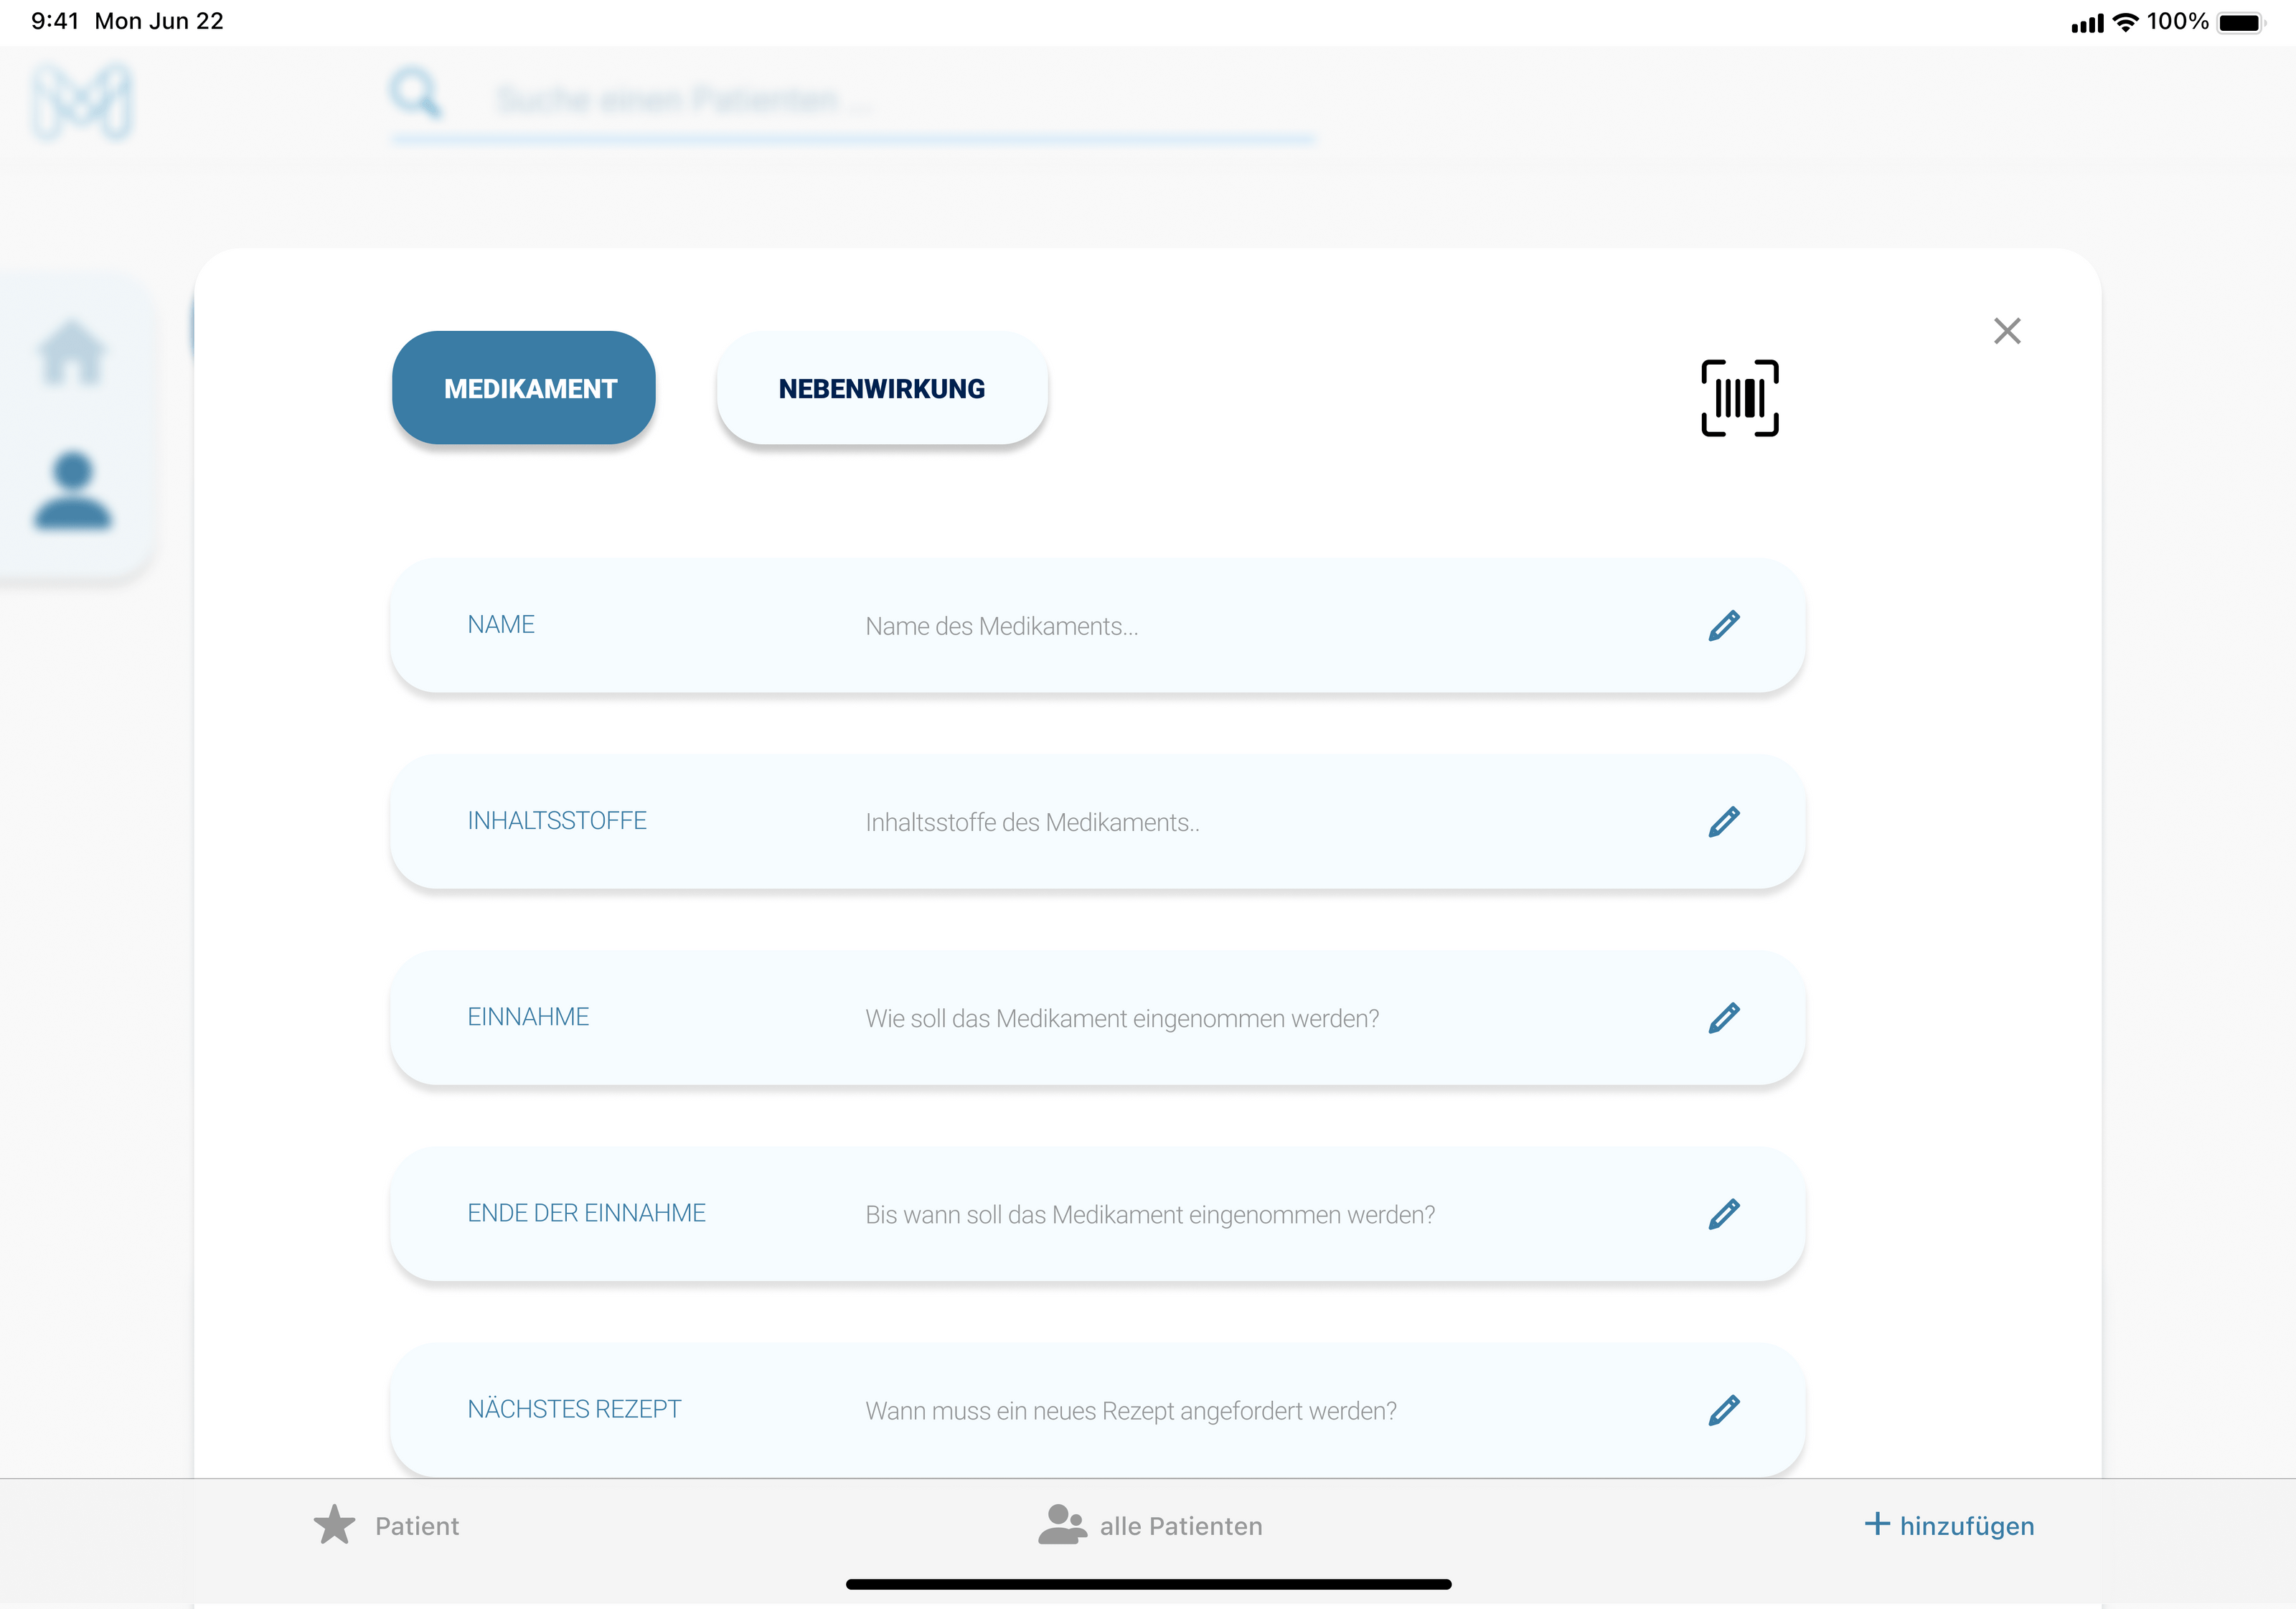 9:41 Mon Jun 22 100%
Suche einen Patienten ...
MEDIKAMENT NEBENWIRKUNG
NAME Name des Medikaments...
INHALTSSTOFFE Inhaltsstoffe des Medikaments..
EINNAHME Wie soll das Medikament eingenommen werden?
ENDE DER EINNAHME Bis wann soll das Medikament eingenommen werden?
NÄCHSTES REZEPT Wann muss ein neues Rezept angefordert werden?
Patient alle Patienten + hinzufügen